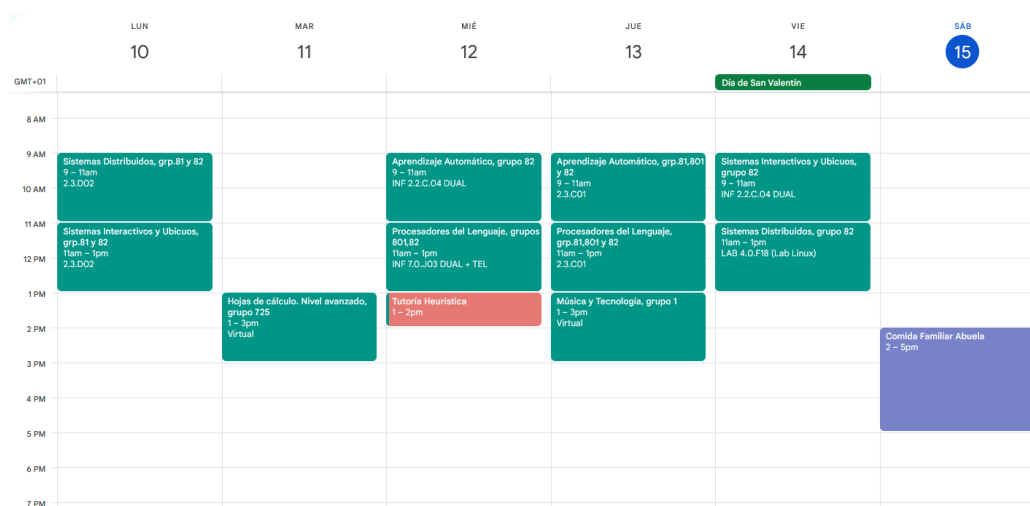 LUN
MAR
MIÉ
JUE
VIE
SÁB
10
11
12
13
14
15
GMT+01
Día de San Valentín
8 AM
9 AM
10 AM
11 AM
12 PM
1 PM
2 PM
3 PM
4 PM
5 PM
6 PM
7 PM
Sistemas Distribuidos, grp.81 y 82
9 – 11am
2.3.D02
Sistemas Interactivos y Ubicuos,
grp.81 y 82
11am – 1pm
2.3.D02
Hojas de cálculo. Nivel avanzado,
grupo 725
1 – 3pm
Virtual
Aprendizaje Automático, grupo 82
9 – 11am
INF 2.2.C.04 DUAL
Procesadores del Lenguaje, grupos
801,82
11am – 1pm
INF 7.0.J03 DUAL + TEL
Tutoría Heurística
1 – 2pm
Aprendizaje Automático, grp.81,801
y 82
9 – 11am
2.3.C01
Procesadores del Lenguaje,
grp.81,801 y 82
11am – 1pm
2.3.C01
Música y Tecnología, grupo 1
1 – 3pm
Virtual
Sistemas Interactivos y Ubicuos,
grupo 82
9 – 11am
INF 2.2.C.04 DUAL
Sistemas Distribuidos, grupo 82
11am – 1pm
LAB 4.0.F18 (Lab Linux)
Comida Familiar Abuela
2 – 5pm